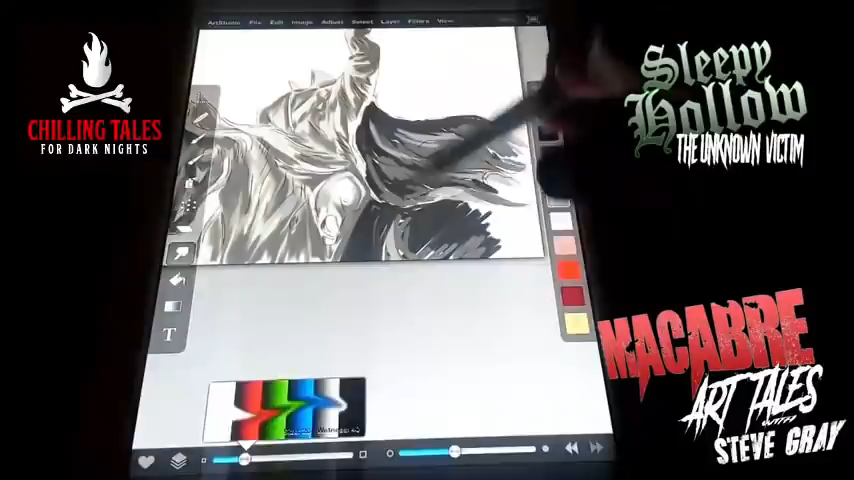 ArtStudio File Edit Image Adjust Select Layer Filters View
CHILLING TALES
FOR DARK NIGHTS
Sleepy
Hollow
THE UNKNOWN VICTIM
T
Wetness
MACABRE
ART TALES
WITH
STEVE GRAY